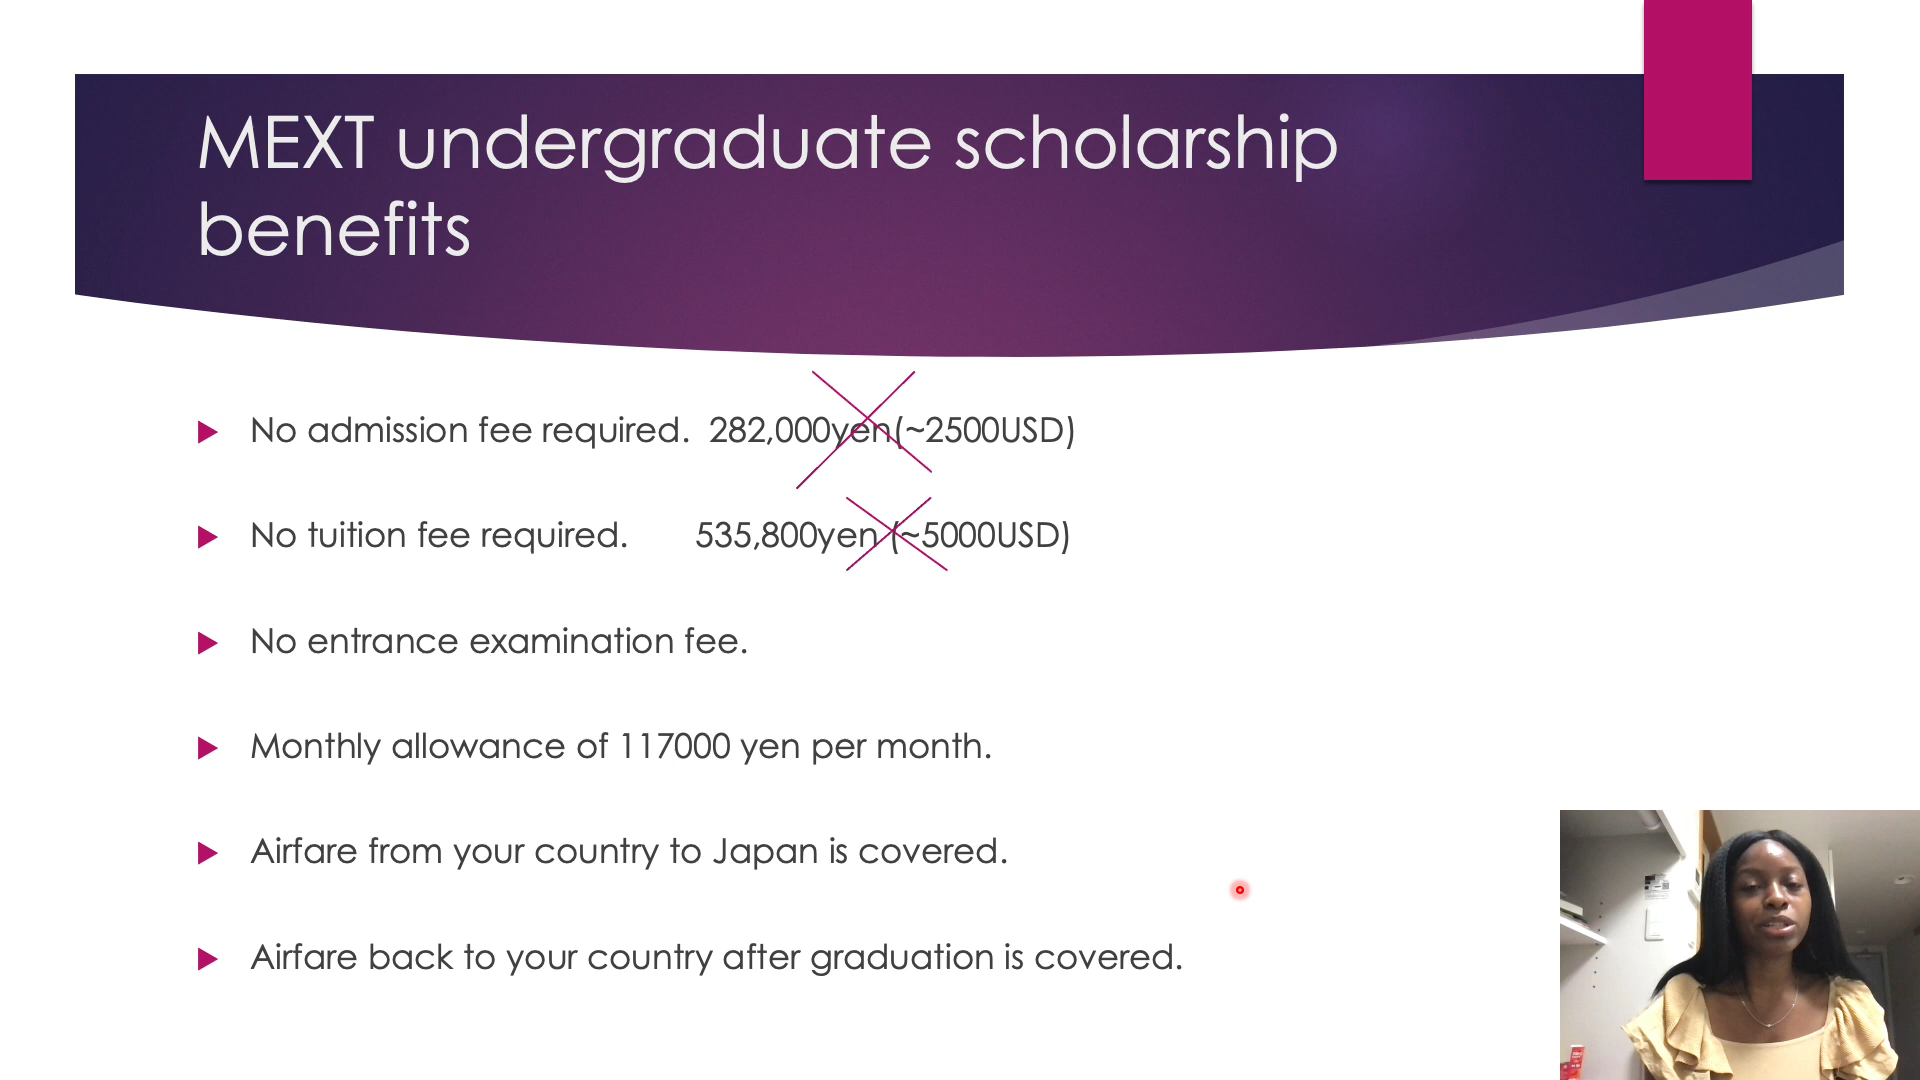 MEXT undergraduate scholarship
benefits
No admission fee required. 282,000yen(~2500USD)
No tuition fee required. 535,800yen (~5000USD)
No entrance examination fee.
Monthly allowance of 117000 yen per month.
Airfare from your country to Japan is covered.
Airfare back to your country after graduation is covered.